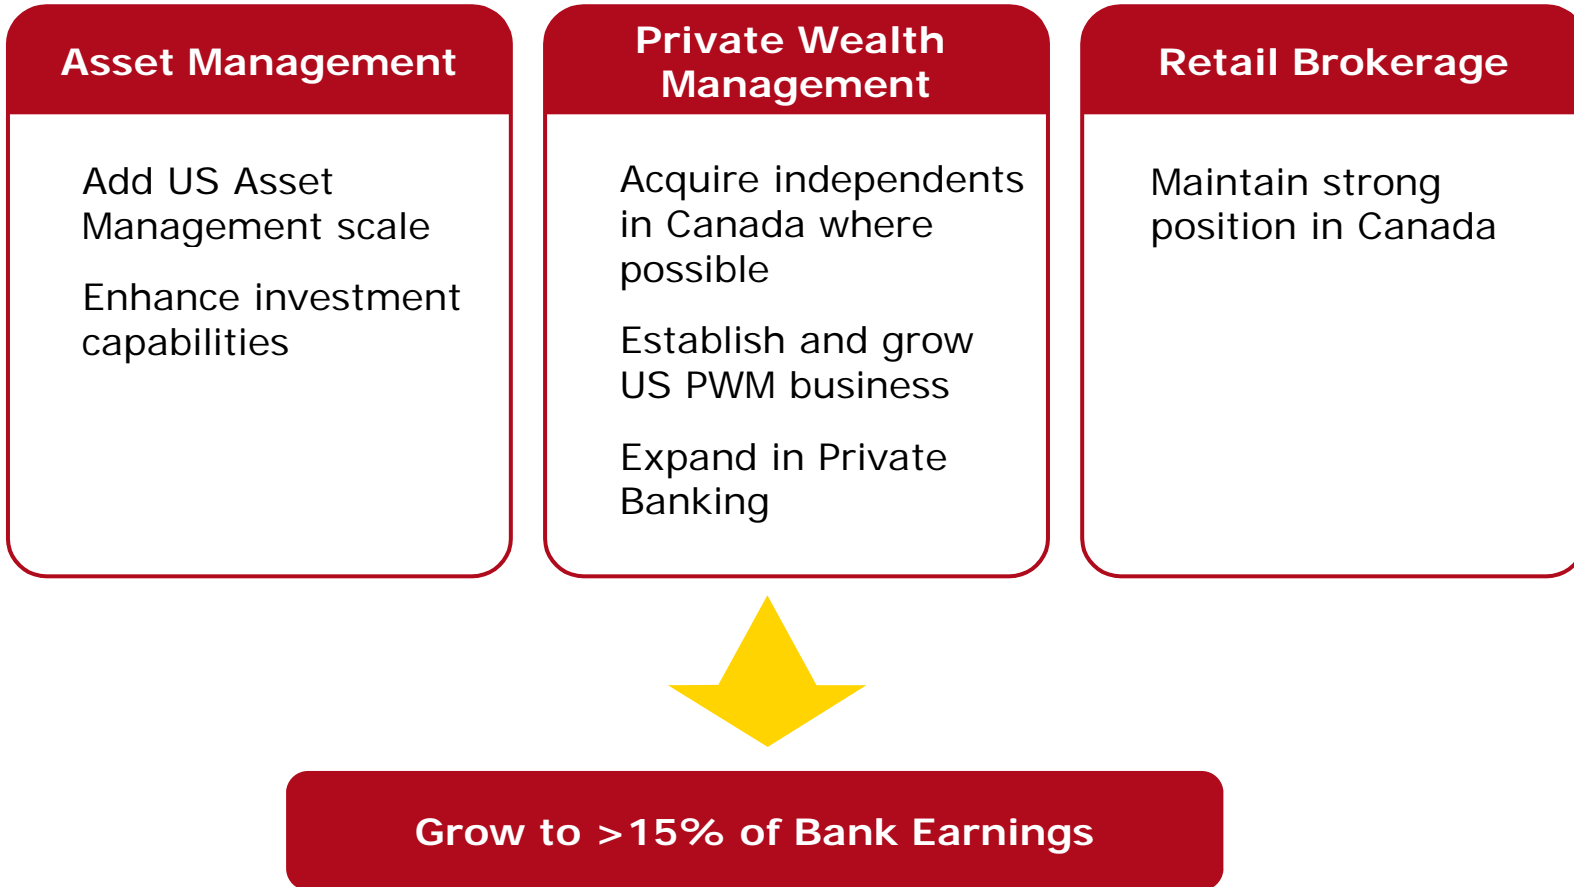 Asset Management
Add US Asset
Management scale
Enhance investment
capabilities
Private Wealth
Management
Acquire independents
in Canada where
possible
Establish and grow
US PWM business
Expand in Private
Banking
Retail Brokerage
Maintain strong
position in Canada
Grow to >15% of Bank Earnings